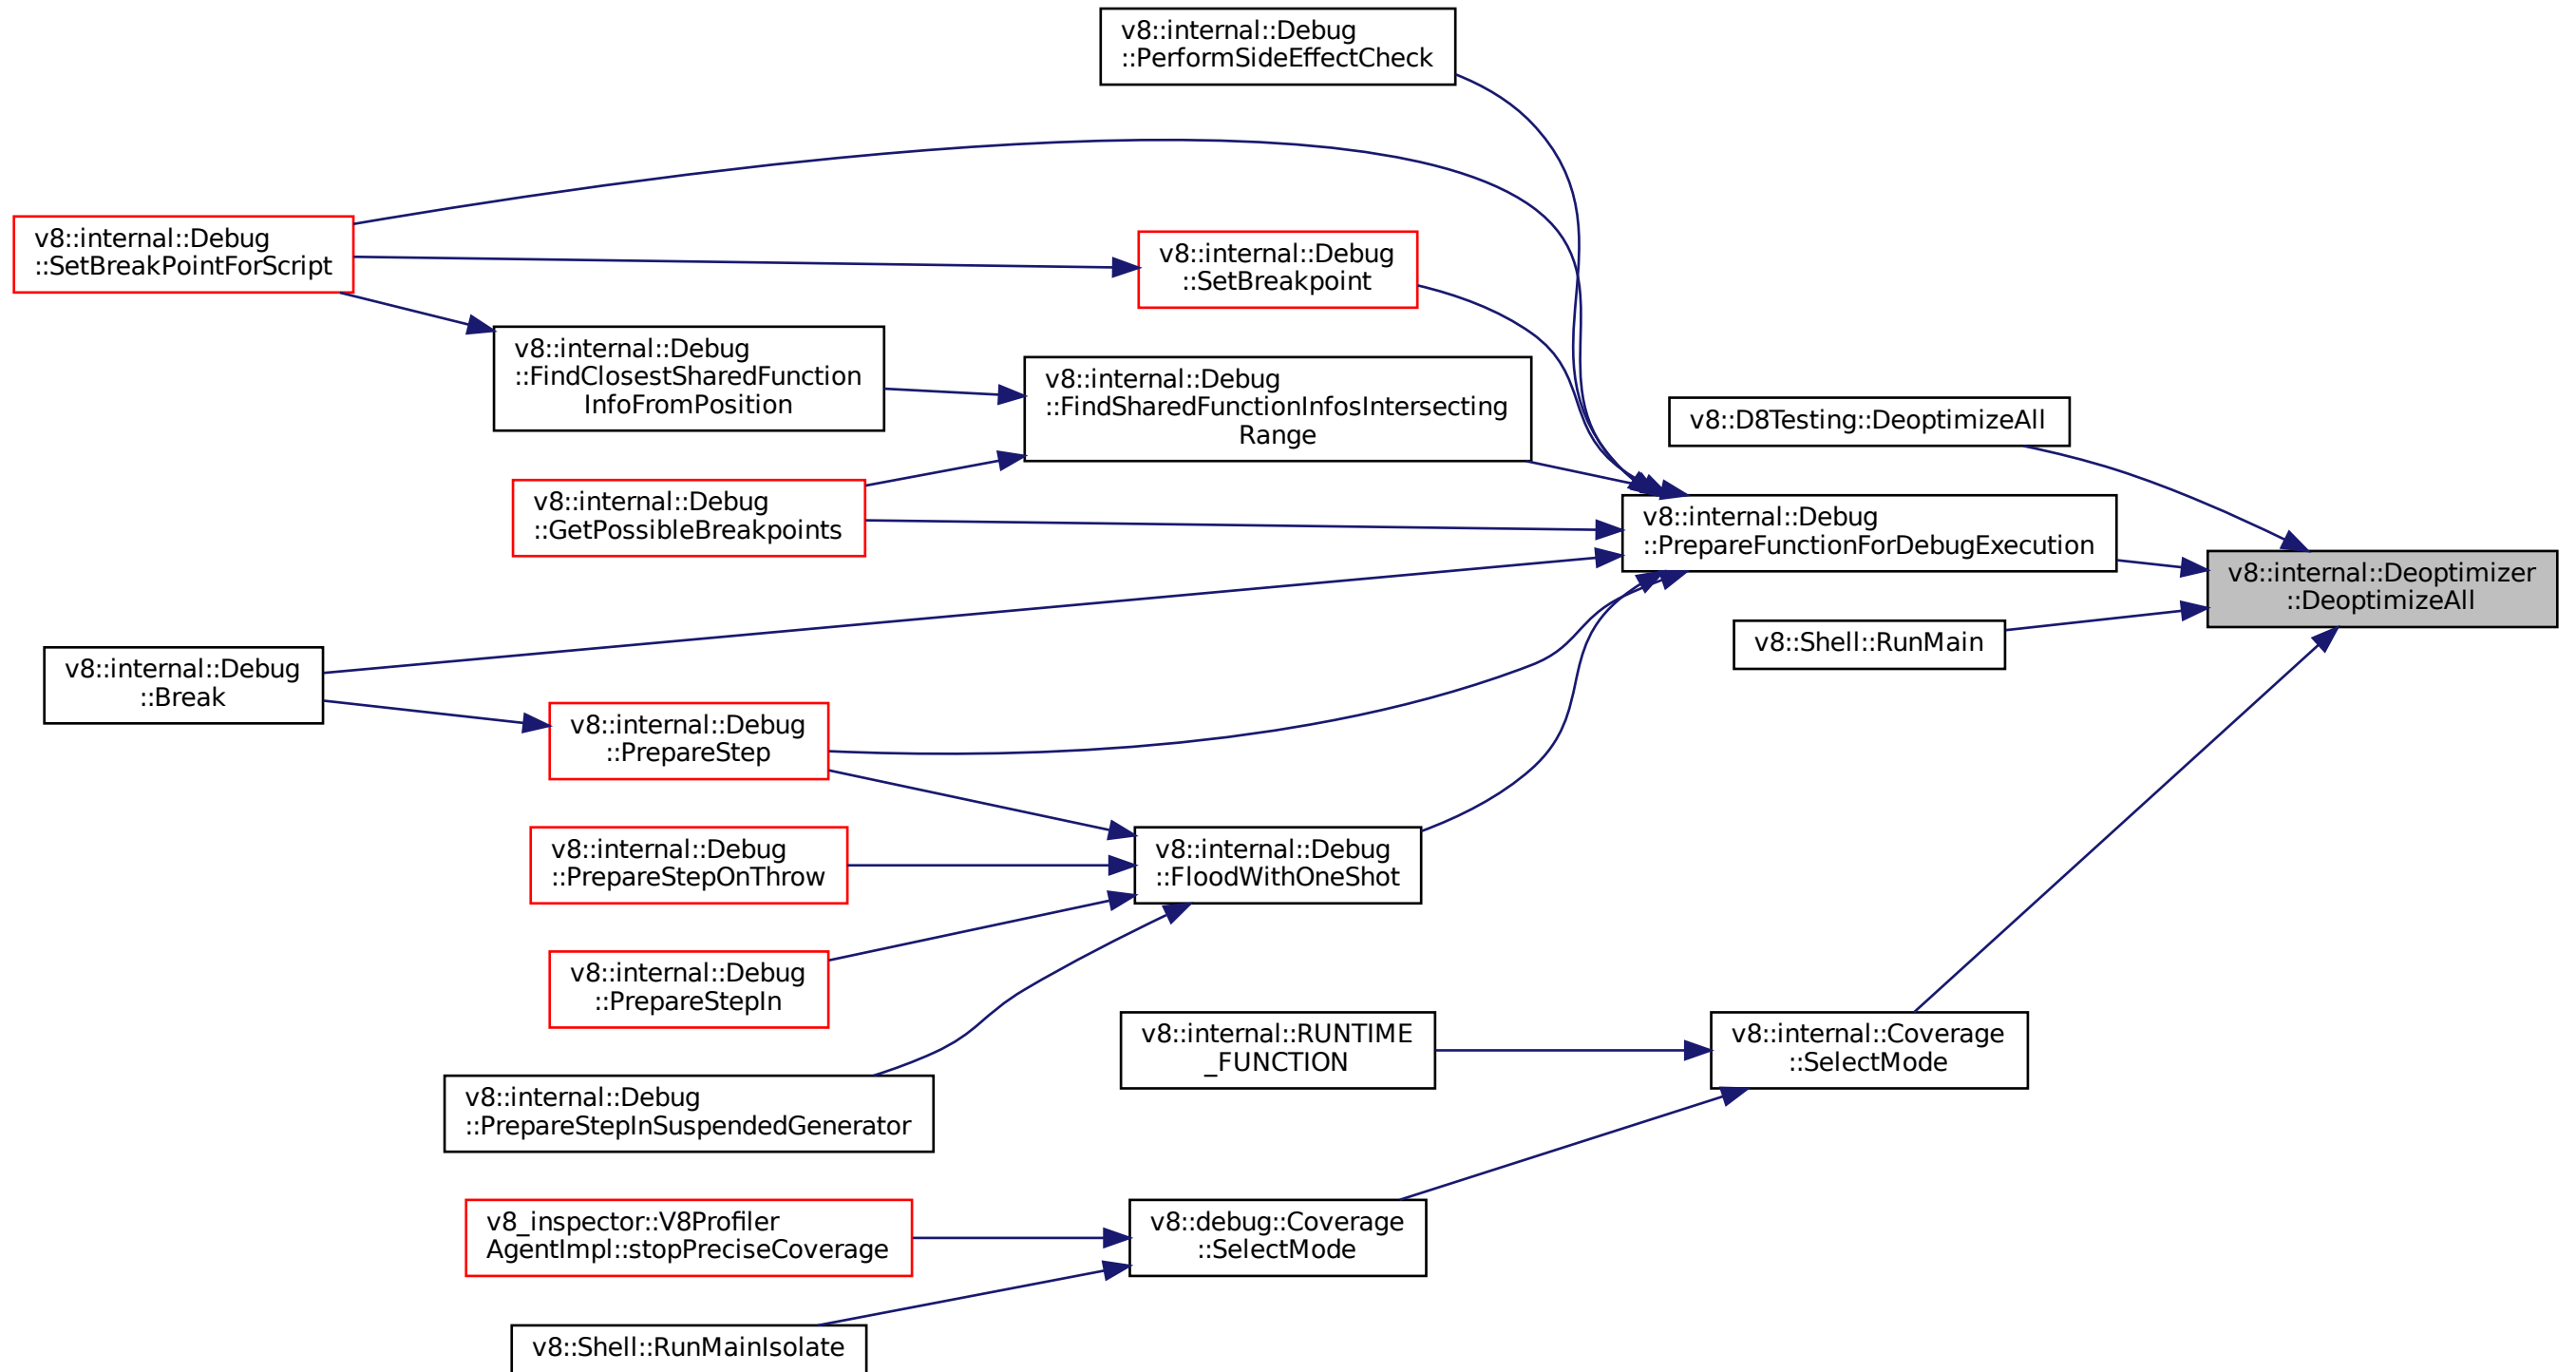 v8::internal::Debug
::PerformSideEffectCheck
v8::internal::Debug
::SetBreakPointForScript
v8::internal::Debug
::SetBreakpoint
v8::internal::Debug
::FindClosestSharedFunction
InfoFromPosition
v8::internal::Debug
::FindSharedFunctionInfosIntersecting
Range
v8::D8Testing::DeoptimizeAll
v8::internal::Debug
::GetPossibleBreakpoints
v8::internal::Debug
::PrepareFunctionForDebugExecution
v8::internal::Deoptimizer
::DeoptimizeAll
v8::Shell::RunMain
v8::internal::Debug
::Break
v8::internal::Debug
::PrepareStep
v8::internal::Debug
::PrepareStepOnThrow
v8::internal::Debug
::FloodWithOneShot
v8::internal::Debug
::PrepareStepIn
v8::internal::RUNTIME
_FUNCTION
v8::internal::Coverage
::SelectMode
v8::internal::Debug
::PrepareStepInSuspendedGenerator
v8_inspector::V8Profiler
AgentImpl::stopPreciseCoverage
v8::debug::Coverage
::SelectMode
v8::Shell::RunMainIsolate